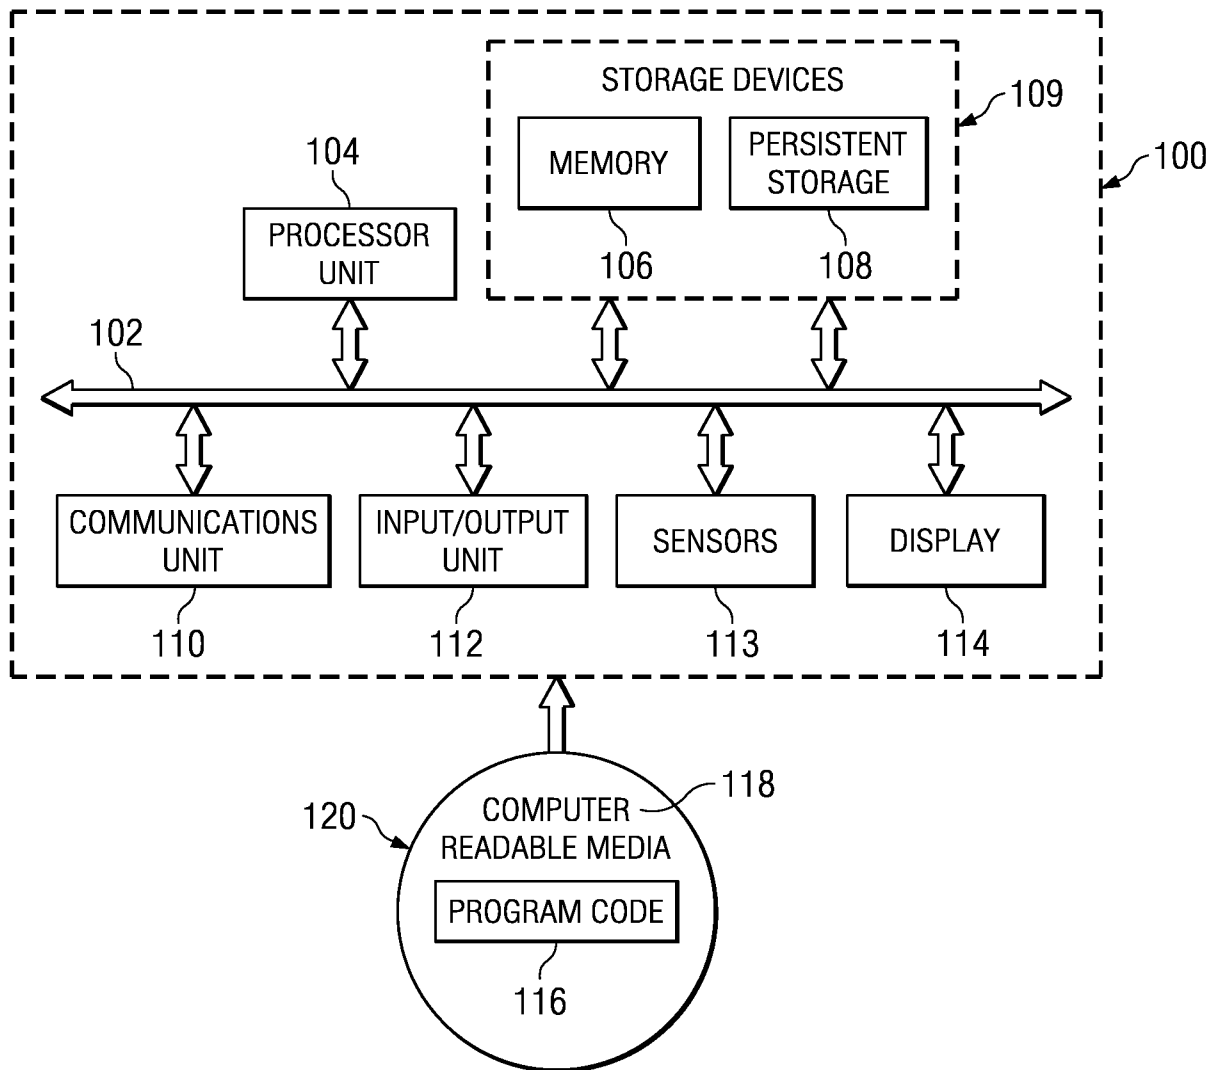 STORAGE DEVICES
109
MEMORY
PERSISTENT
STORAGE
100
104
PROCESSOR
UNIT
106
108
102
COMMUNICATIONS
UNIT
INPUT/OUTPUT
UNIT
SENSORS
DISPLAY
110
112
113
114
118
120
COMPUTER
READABLE MEDIA
PROGRAM CODE
116